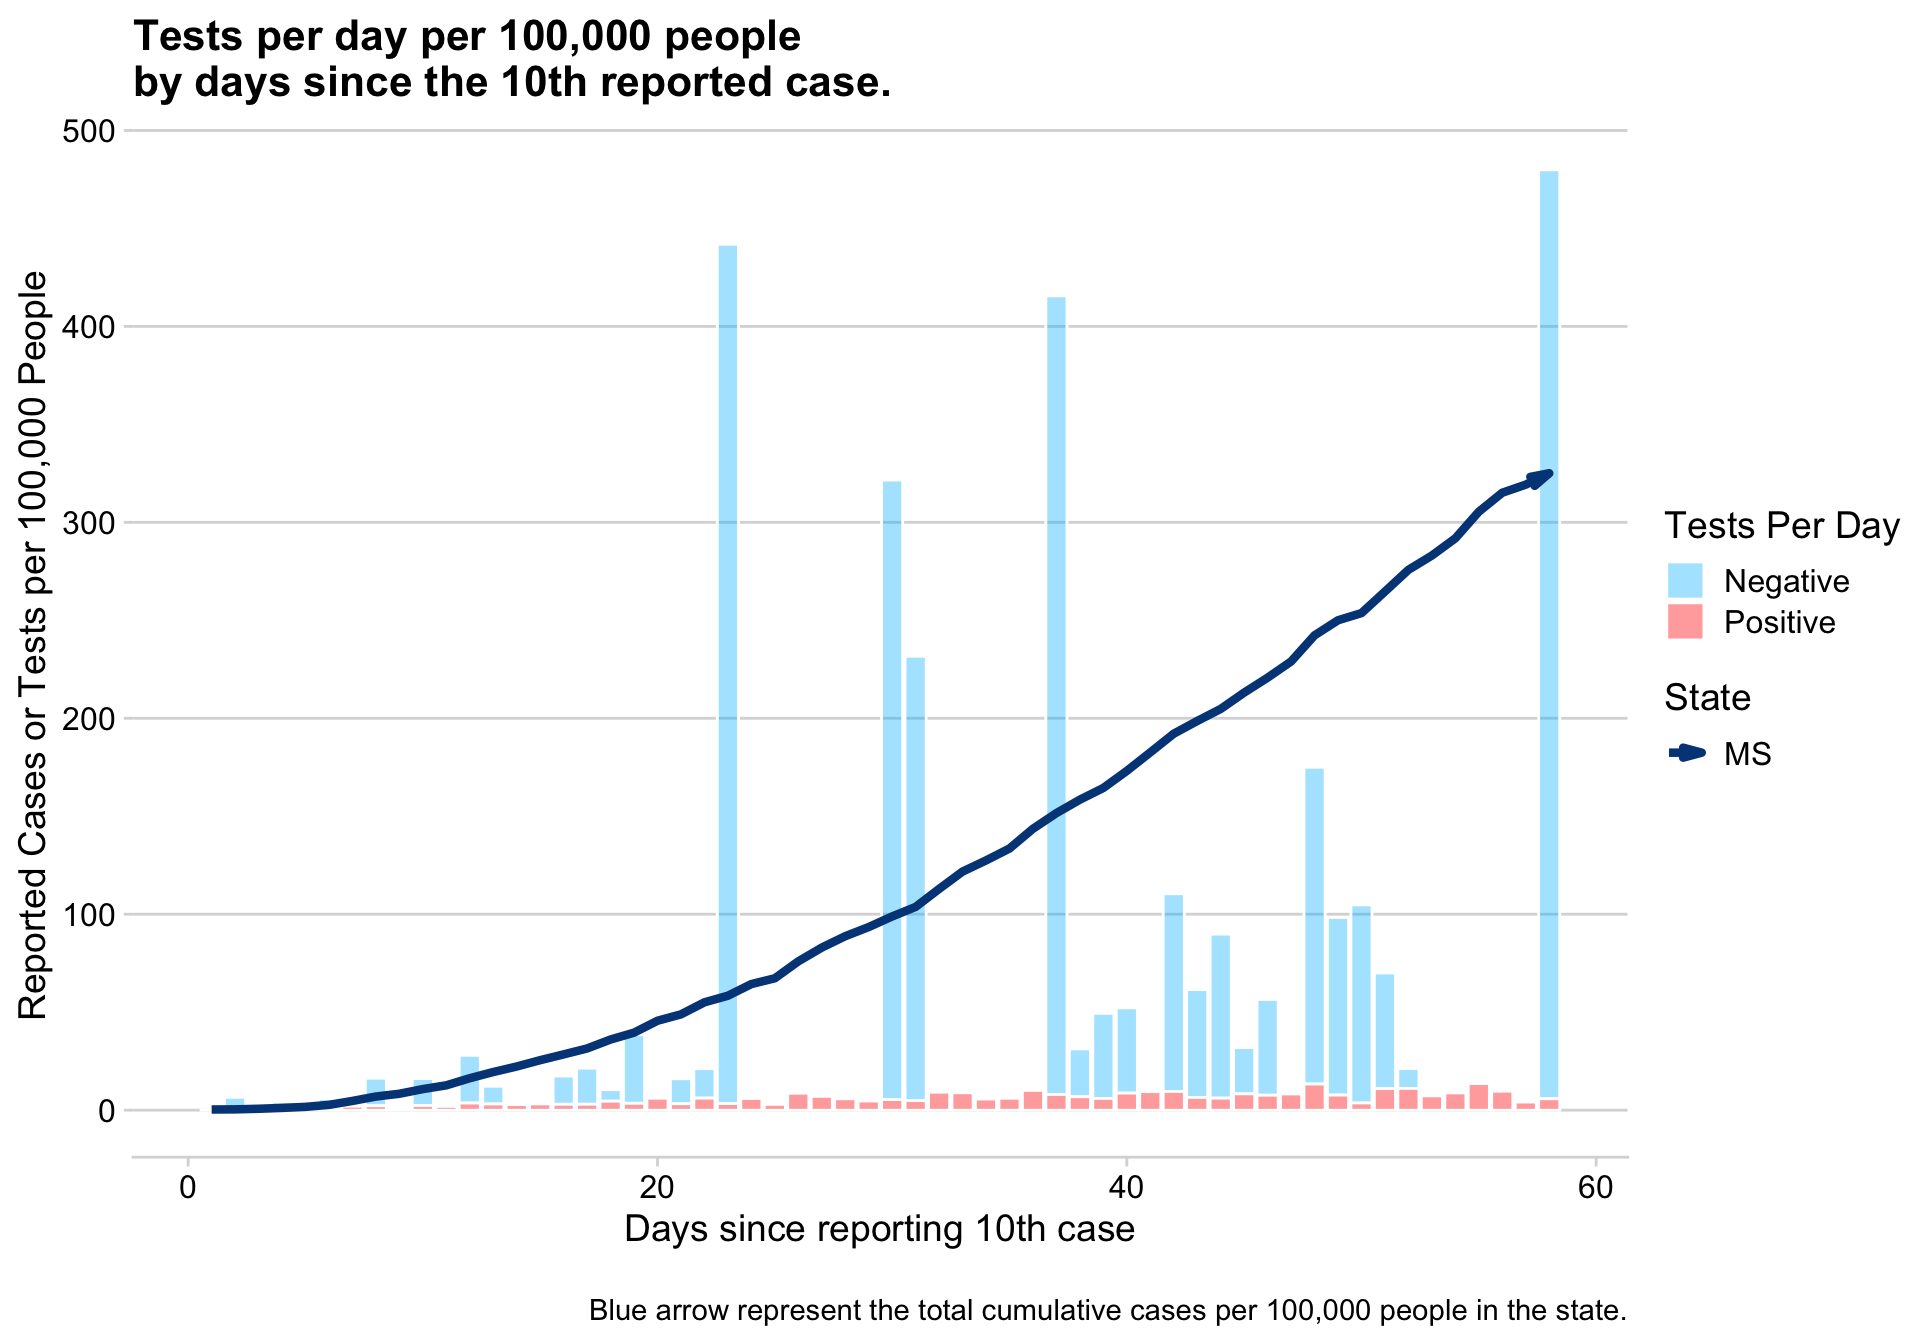 Tests per day per 100,000 people
by days since the 10th reported case.
500
400
300
200
100
0
Reported Cases or Tests per 100,000 People
0
20
40
60
Days since reporting 10th case
Tests Per Day
Negative
Positive
State
MS
Blue arrow represent the total cumulative cases per 100,000 people in the state.